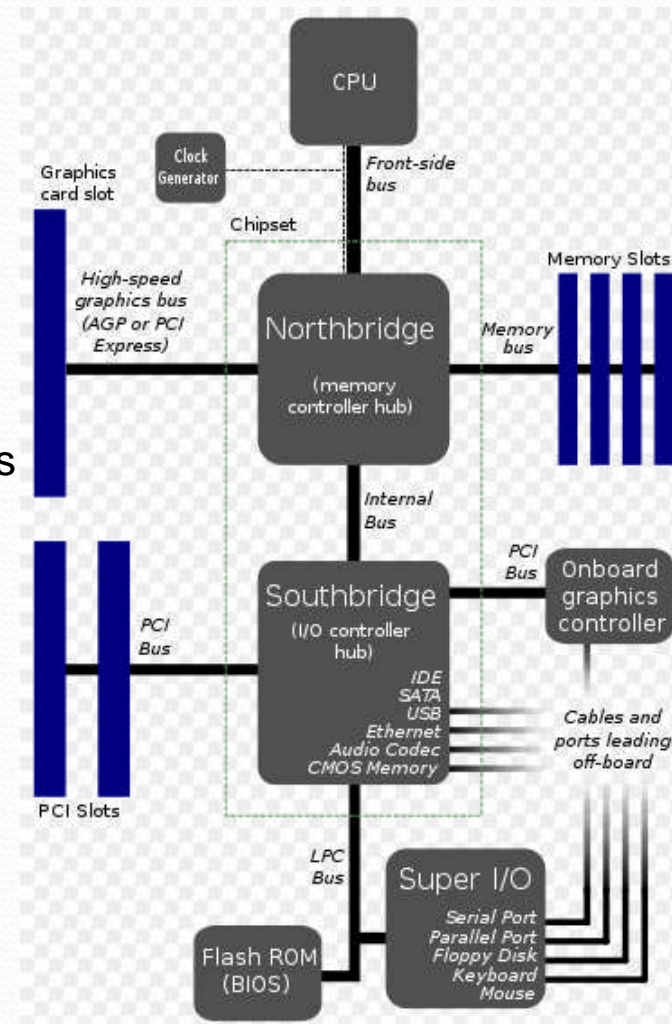 CPU
Clock
Generator
Front-side
bus
Graphics
card slot
Chipset
High-speed
graphics bus
(AGP or PCI
Express)
Northbridge
(memory
controller hub)
Memory Slots
Memory
bus
s
Internal
Bus
Southbridge
(I/O controller
hub)
IDE
SATA
USB
Ethernet
Audio Codec
CMOS Memory
PCI
Bus
Onboard
graphics
controller
PCI
Bus
PCI Slots
Cables and
ports leading
off-board
LPC
Bus
Super I/O
Serial Port
Parallel Port
Floppy Disk
Keyboard
Mouse
Flash ROM
(BIOS)